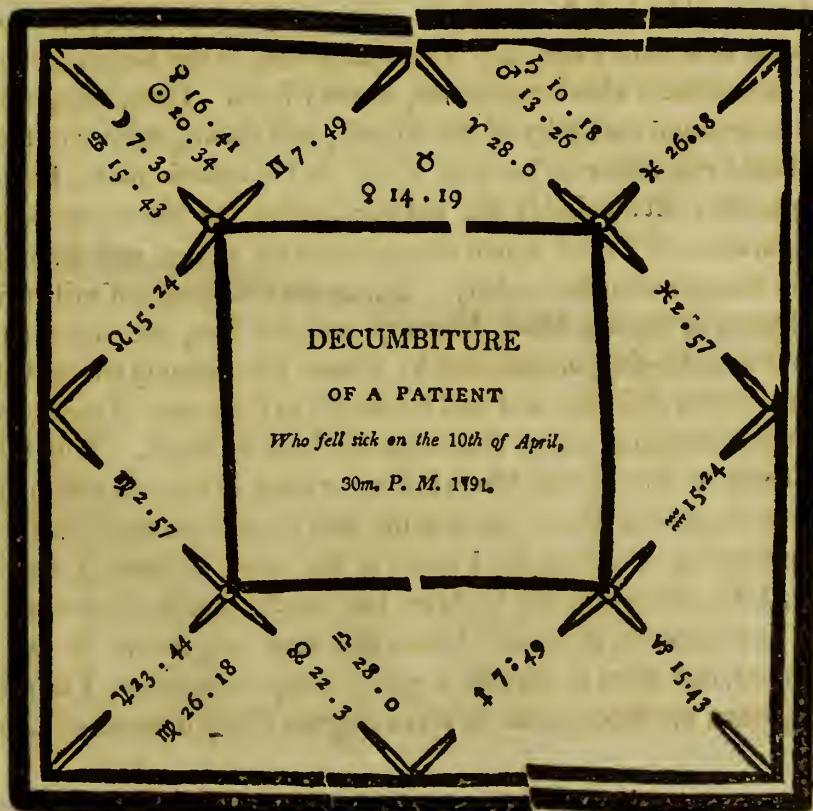 16 . 41
☉ 20 . 34
☽ 7 . 30
♋ 15 . 43
♊ 7 . 49
♉
♀ 14 . 19
♄ 10 . 18
♂ 13 . 26
♈ 28 . 0
♓ 26 . 18
♌ 15 . 24
♓ 2 . 57
DECUMBITURE
OF A PATIENT
Who fell sick on the 10th of April,
30m. P. M. 1791.
♍ 2 . 57
♒ 15 . 24
♃ 23 . 44
♍ 26 . 18
☊ 22 . 3
♎ 28 . 0
♐ 7 . 49
♑ 15 . 43